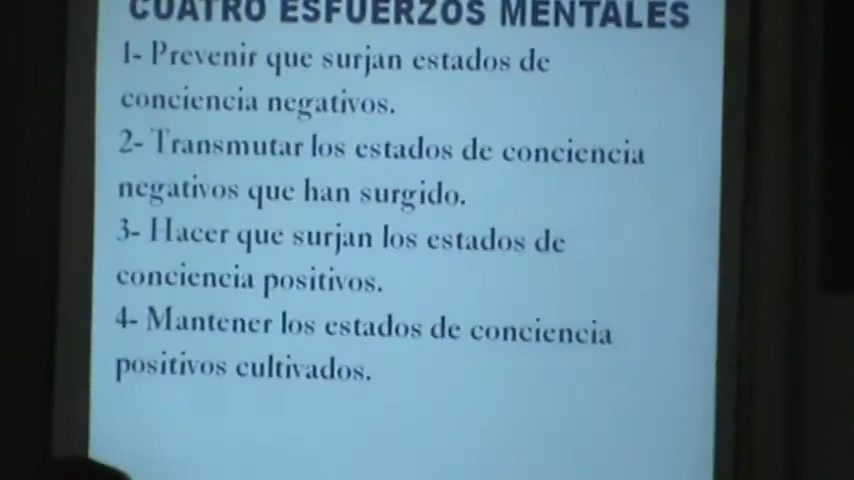 CUATRO ESFUERZOS MENTALES
1- Prevenir que surjan estados de
conciencia negativos.
2- Transmutar los estados de conciencia
negativos que han surgido.
3- Hacer que surjan los estados de
conciencia positivos.
4- Mantener los estados de conciencia
positivos cultivados.